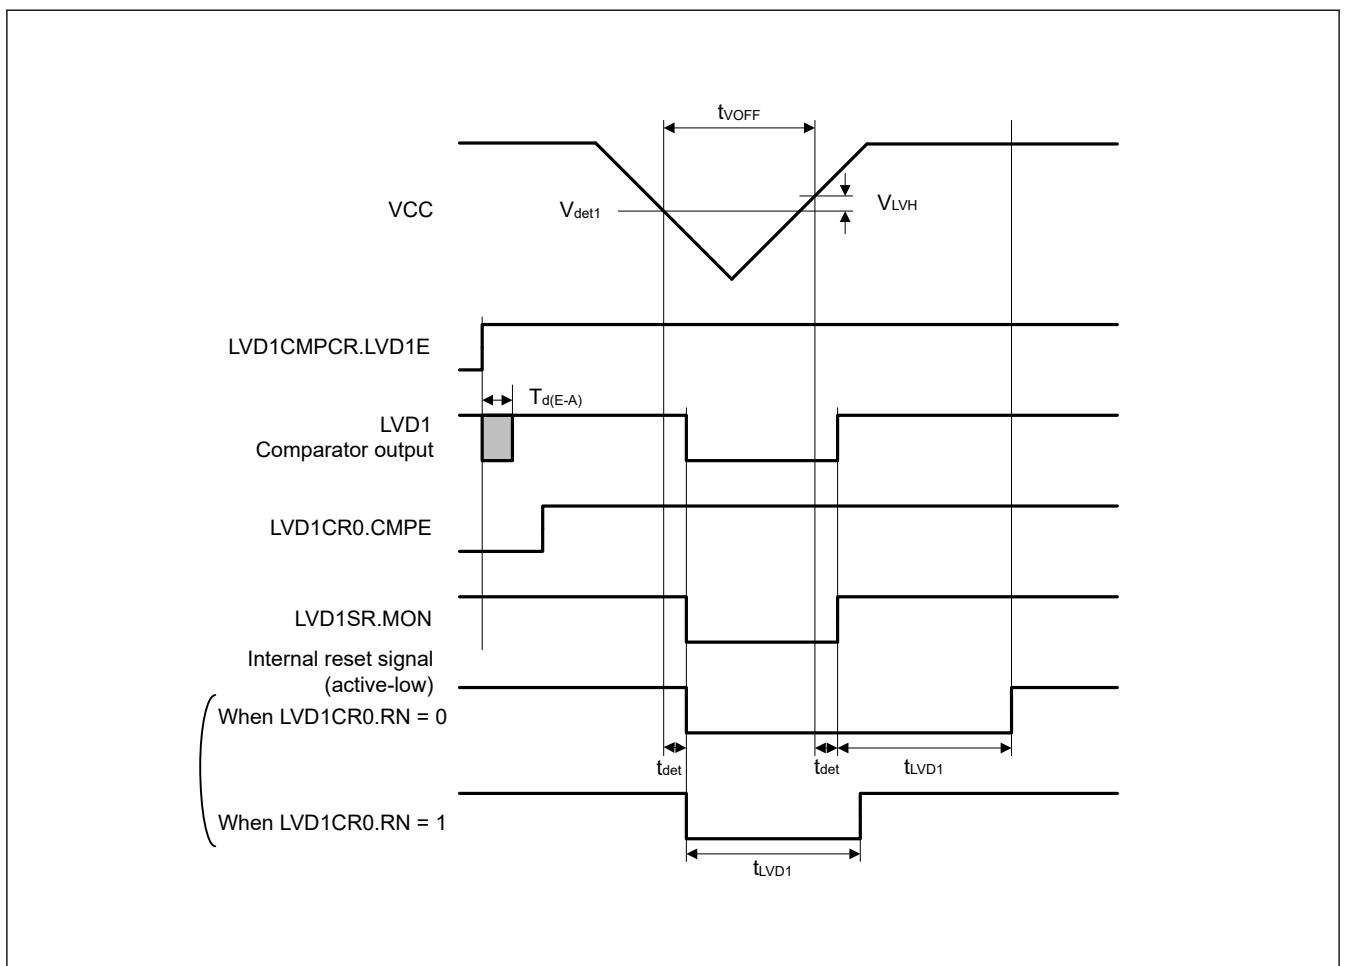 tVOFF
VCC
Vdet1
VLVH
LVD1CMPCR.LVD1E
Td(E-A)
LVD1
Comparator output
LVD1CR0.CMPE
LVD1SR.MON
Internal reset signal
(active-low)
When LVD1CR0.RN = 0
tdet
tdet
tLVD1
When LVD1CR0.RN = 1
tLVD1